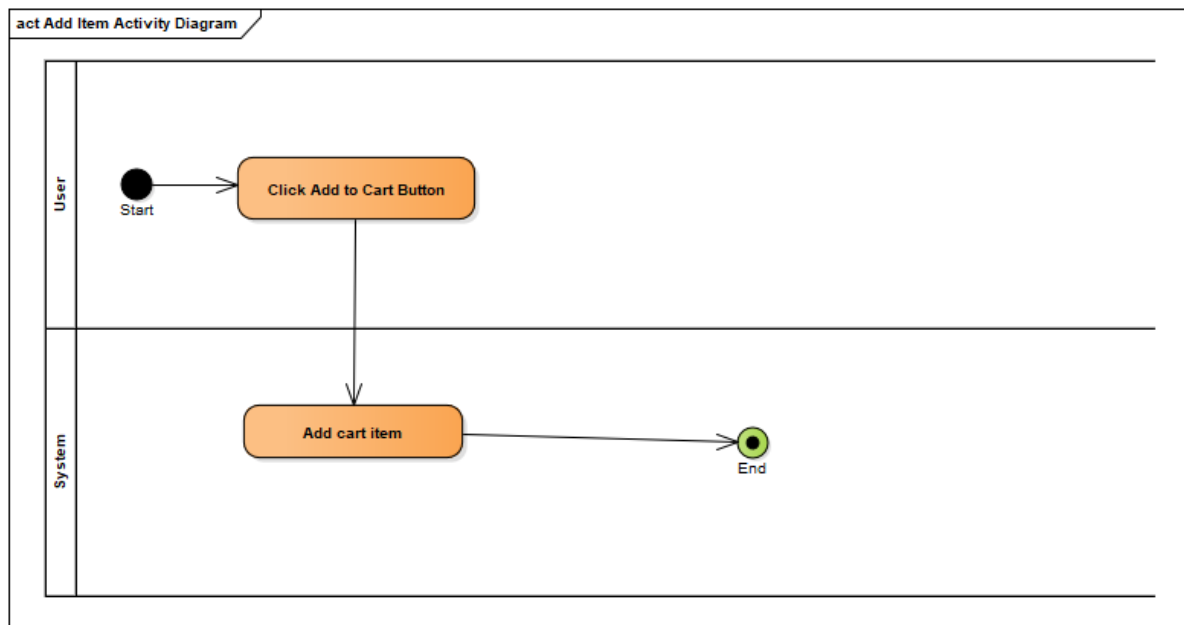 act Add Item Activity Diagram
User
Start
Click Add to Cart Button
System
Add cart item
End